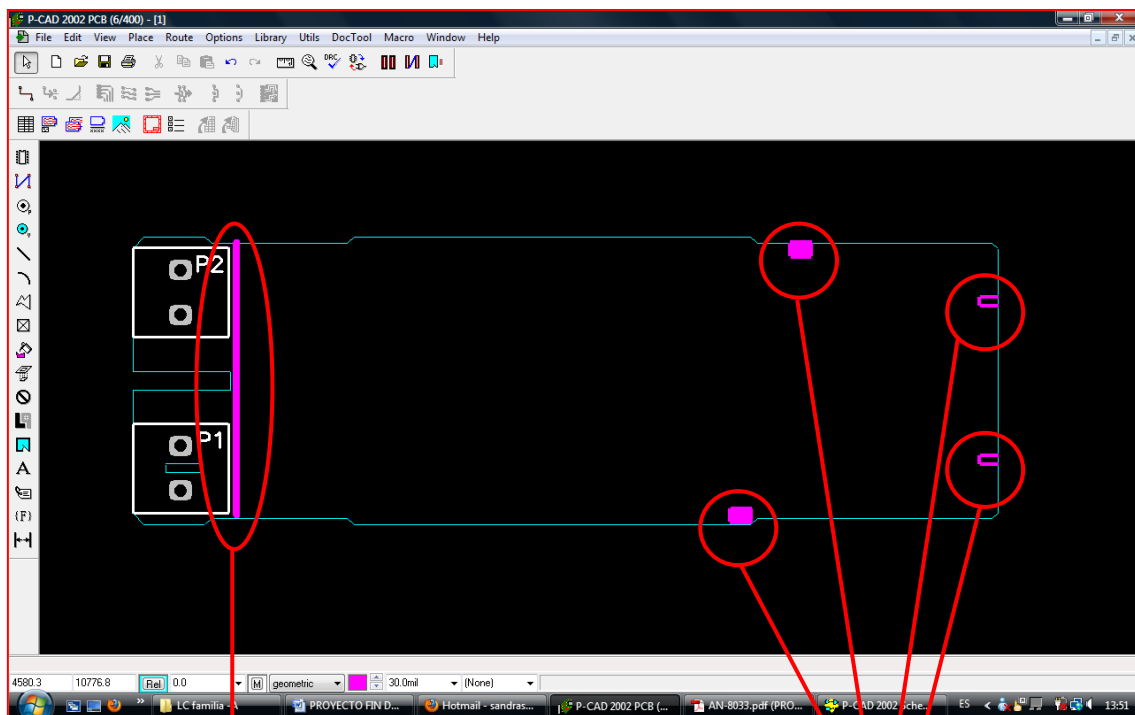 P-CAD 2002 PCB (6/400) - [1]
File Edit View Place Route Options Library Utils DocTool Macro Window Help
DRC
P2
P1
A
{F}
4580.3 10776.8 Rel 0.0 M geometric 30.0mil (None)
LC familia - A PROYECTO FIN D... Hotmail - sandras... P-CAD 2002 PCB (... AN-8033.pdf (PRO... P-CAD 2002 Sche... ES 13:51